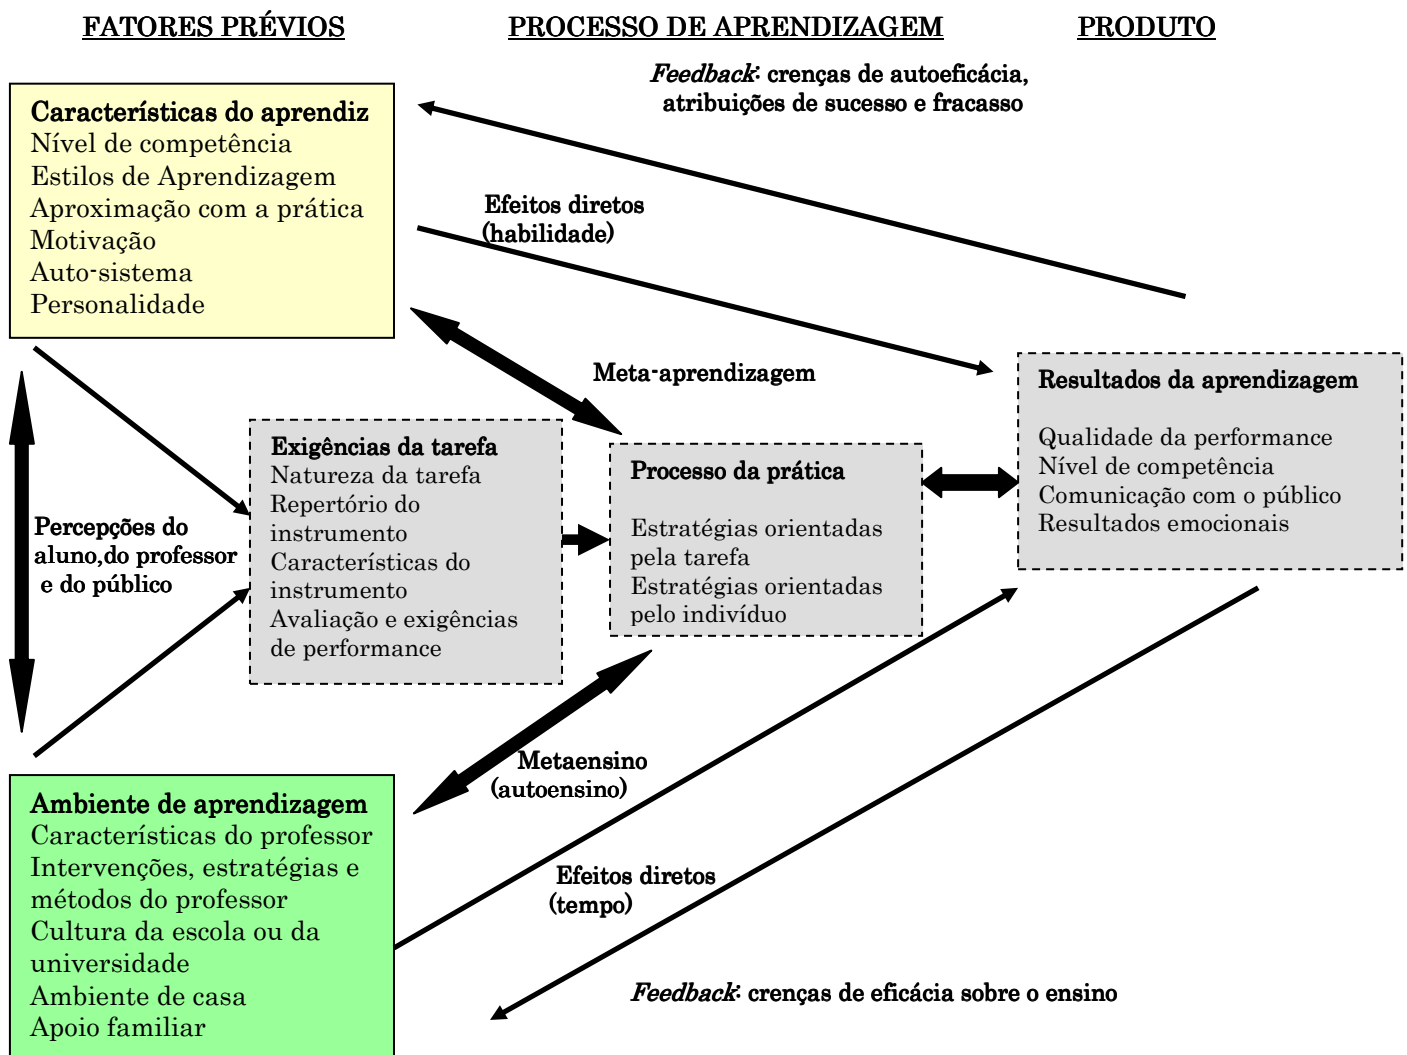 FATORES PRÉVIOS
PROCESSO DE APRENDIZAGEM
PRODUTO
Feedback: crenças de autoeficácia,
atribuições de sucesso e fracasso
Características do aprendiz
Nível de competência
Estilos de Aprendizagem
Aproximação com a prática
Motivação
Auto-sistema
Personalidade
Efeitos diretos
(habilidade)
Meta-aprendizagem
Resultados da aprendizagem
Qualidade da performance
Nível de competência
Comunicação com o público
Resultados emocionais
Exigências da tarefa
Natureza da tarefa
Repertório do
instrumento
Características do
instrumento
Avaliação e exigências
de performance
Processo da prática
Estratégias orientadas
pela tarefa
Estratégias orientadas
pelo indivíduo
Percepções do
aluno,do professor
e do público
Metaensino
(autoensino)
Ambiente de aprendizagem
Características do professor
Intervenções, estratégias e
métodos do professor
Cultura da escola ou da
universidade
Ambiente de casa
Apoio familiar
Efeitos diretos
(tempo)
Feedback: crenças de eficácia sobre o ensino